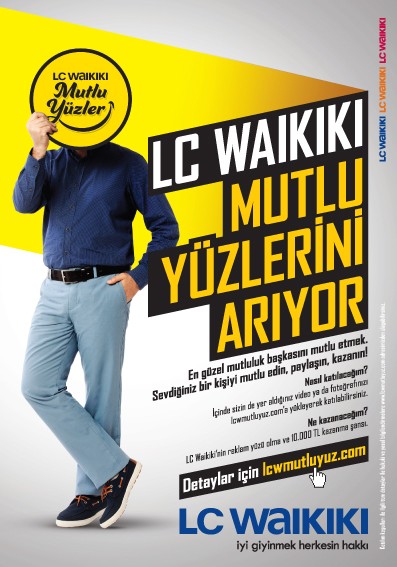 LC WAIKIKI
Mutlu
Yüzler
LC WAIKIKI
MUTLU
YÜZLERİNİ
ARIYOR
En güzel mutluluk başkasını mutlu etmek.
Sevdiğiniz bir kişiyi mutlu edin, paylaşın, kazanın!
Nasıl katılacağım?
İçinde sizin de yer aldığınız video ya da fotoğrafınızı
lcwmutluyuz.com'a yükleyerek katılabilirsiniz.
Ne kazanacağım?
LC Waikiki'nin reklam yüzü olma ve 10.000 TL kazanma şansı.
Detaylar için lcwmutluyuz.com
LC WAIKIKI
iyi giyinmek herkesin hakkı
LC WAIKIKI LC WAIKIKI LC WAIKIKI